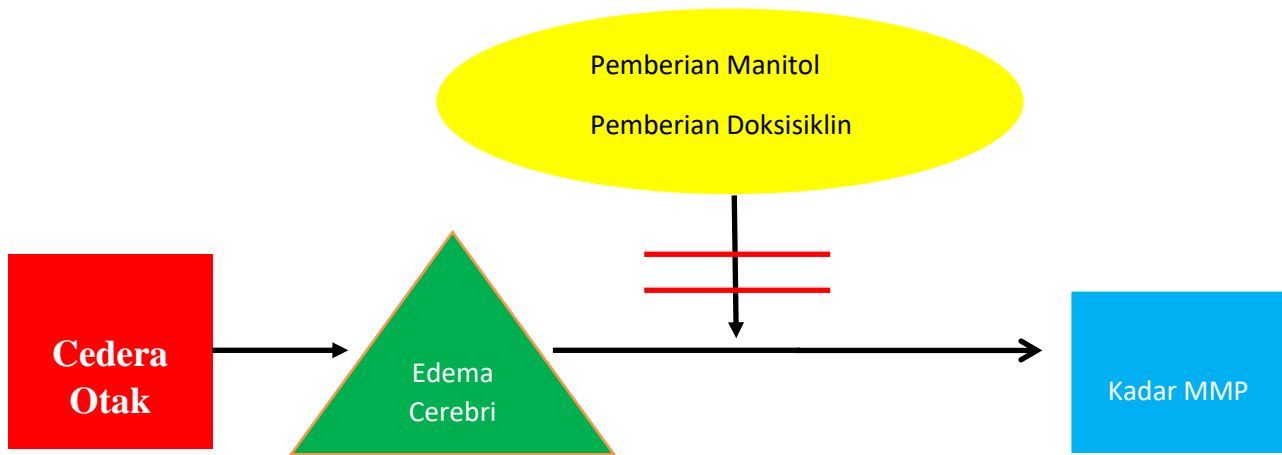 Pemberian Manitol
Pemberian Doksisiklin
Cedera
Otak
Edema
Cerebri
Kadar MMP